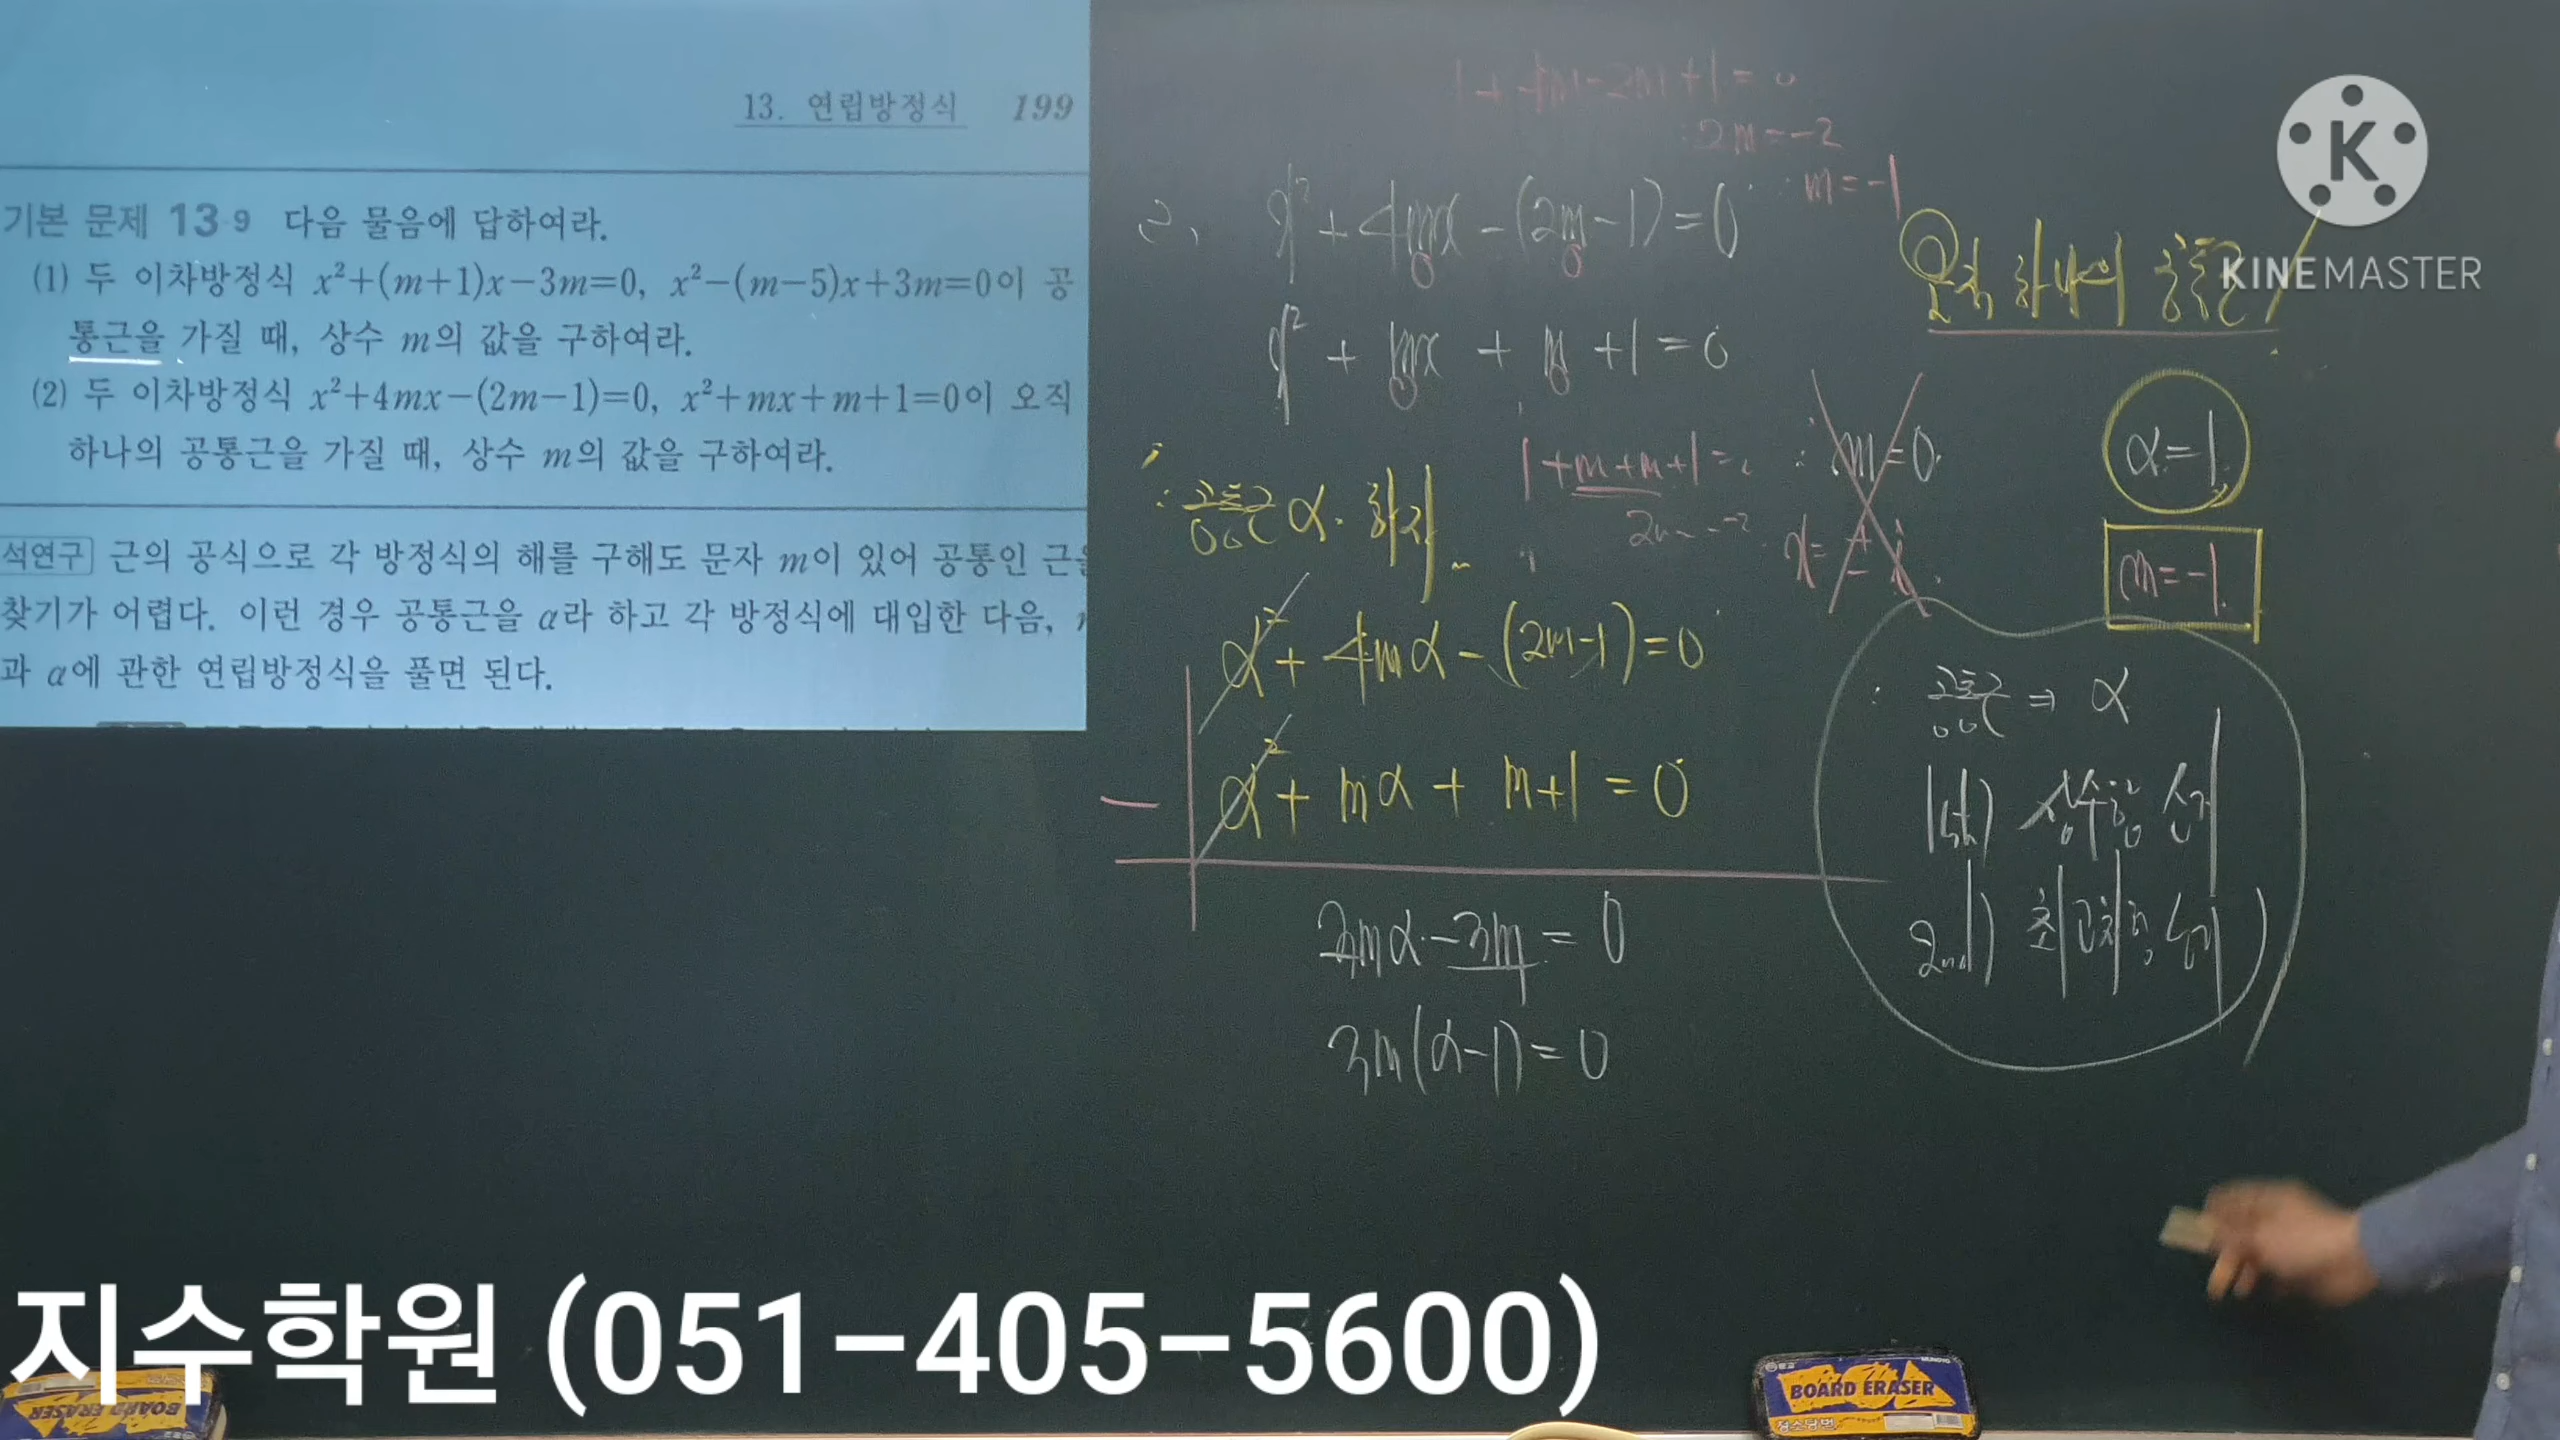 13. 연립방정식 199
기본 문제 13-9 다음 물음에 답하여라.
(1) 두 이차방정식 x²+(m+1)x-3m=0, x²-(m-5)x+3m=0이 공
통근을 가질 때, 상수 m의 값을 구하여라.
(2) 두 이차방정식 x²+4mx-(2m-1)=0, x²+mx+m+1=0이 오직
하나의 공통근을 가질 때, 상수 m의 값을 구하여라.
석연구 근의 공식으로 각 방정식의 해를 구해도 문자 m이 있어 공통인 근을
찾기가 어렵다. 이런 경우 공통근을 α라 하고 각 방정식에 대입한 다음,
과 α에 관한 연립방정식을 풀면 된다.
1+4m-2m+1=0
2m=-2
∴ m=-1
2. x²+4mx-(2m-1)=0
x²+mx+m+1=0
∴ 공통근 α 하자
1+m+m+1=
α²+4mα-(2m-1)=0
α²+mα+m+1=0
3mα-3m=0
3m(α-1)=0
오직 하나의 공통근
∴ m=0.
x=±i.
α=1.
m=-1.
∴ 공통근 ⇒ α
1st) 상수항 소거
2nd) 최고차항 소거
K
KINEMASTER
지수학원 (051-405-5600)
BOARD ERASER
BOARD ERASER